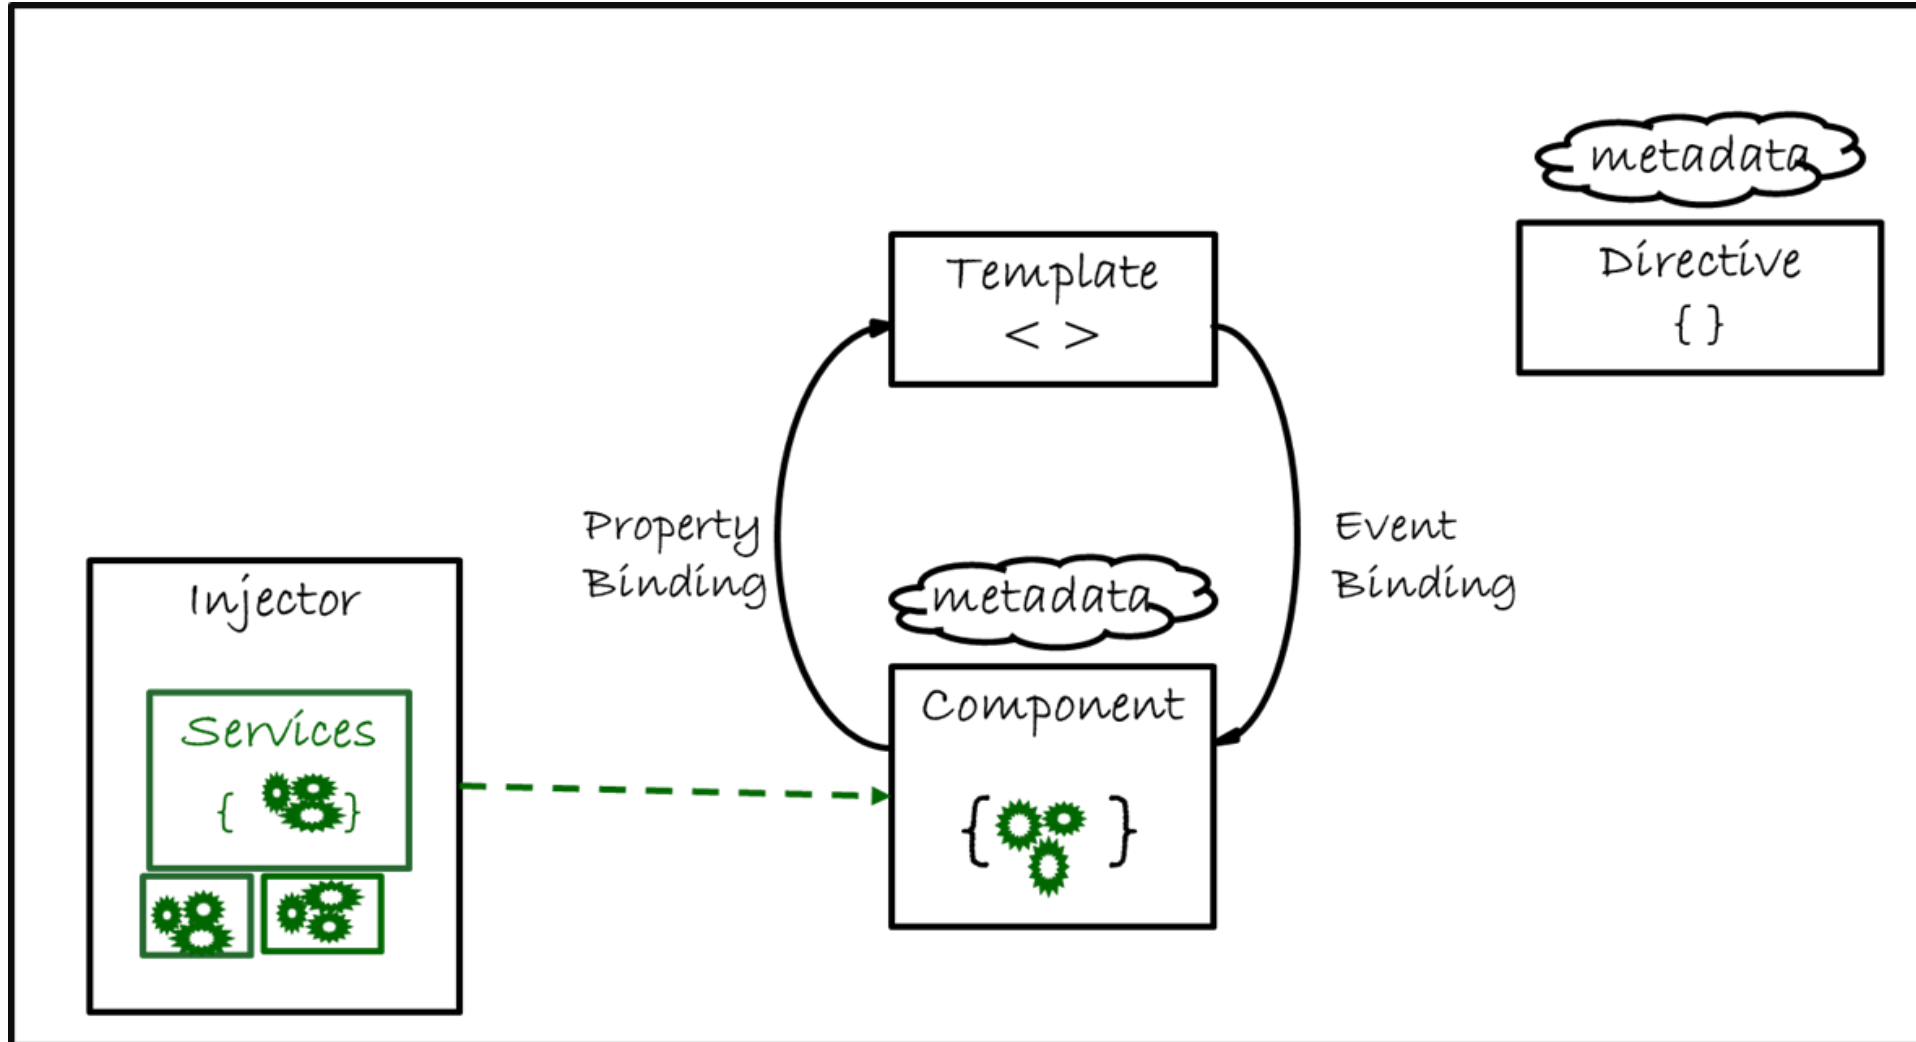 metadata
Directive
{ }
Template
< >
Property
Binding
Event
Binding
metadata
Component
{ }
Injector
Services
{ }